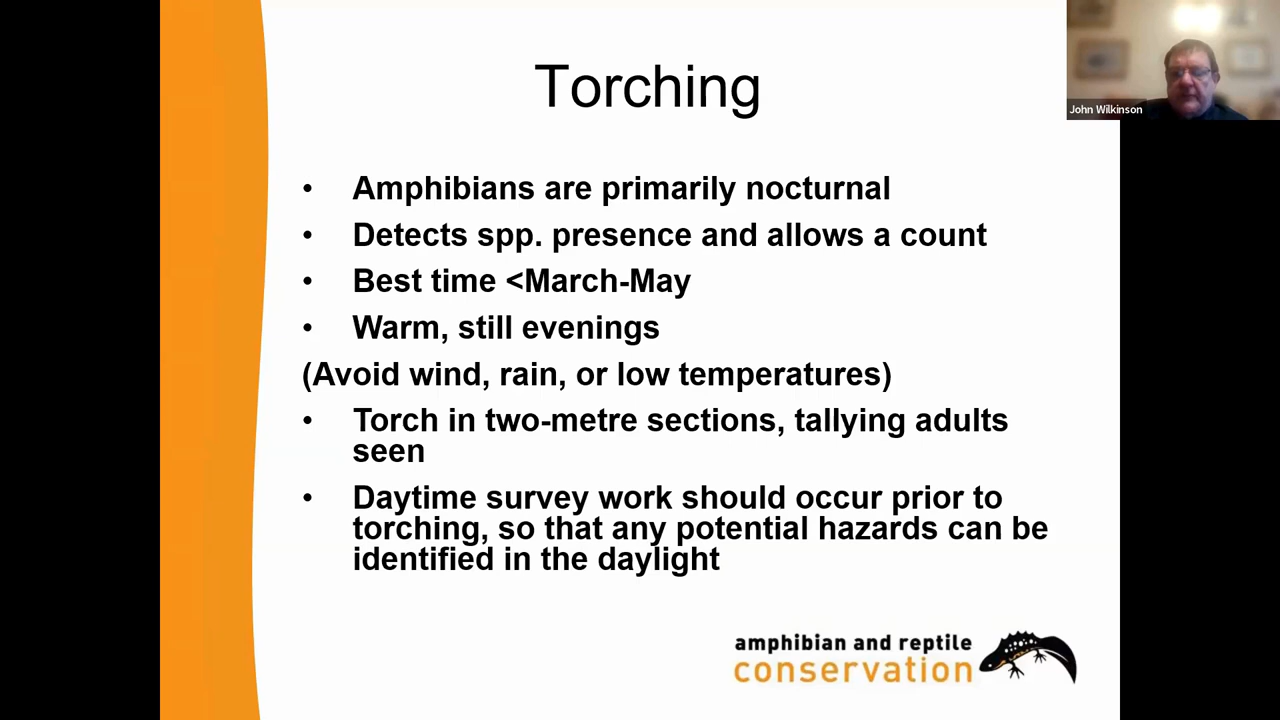 Torching
John Wilkinson
• Amphibians are primarily nocturnal
• Detects spp. presence and allows a count
• Best time <March-May
• Warm, still evenings
(Avoid wind, rain, or low temperatures)
• Torch in two-metre sections, tallying adults
seen
• Daytime survey work should occur prior to
torching, so that any potential hazards can be
identified in the daylight
amphibian and reptile
conservation